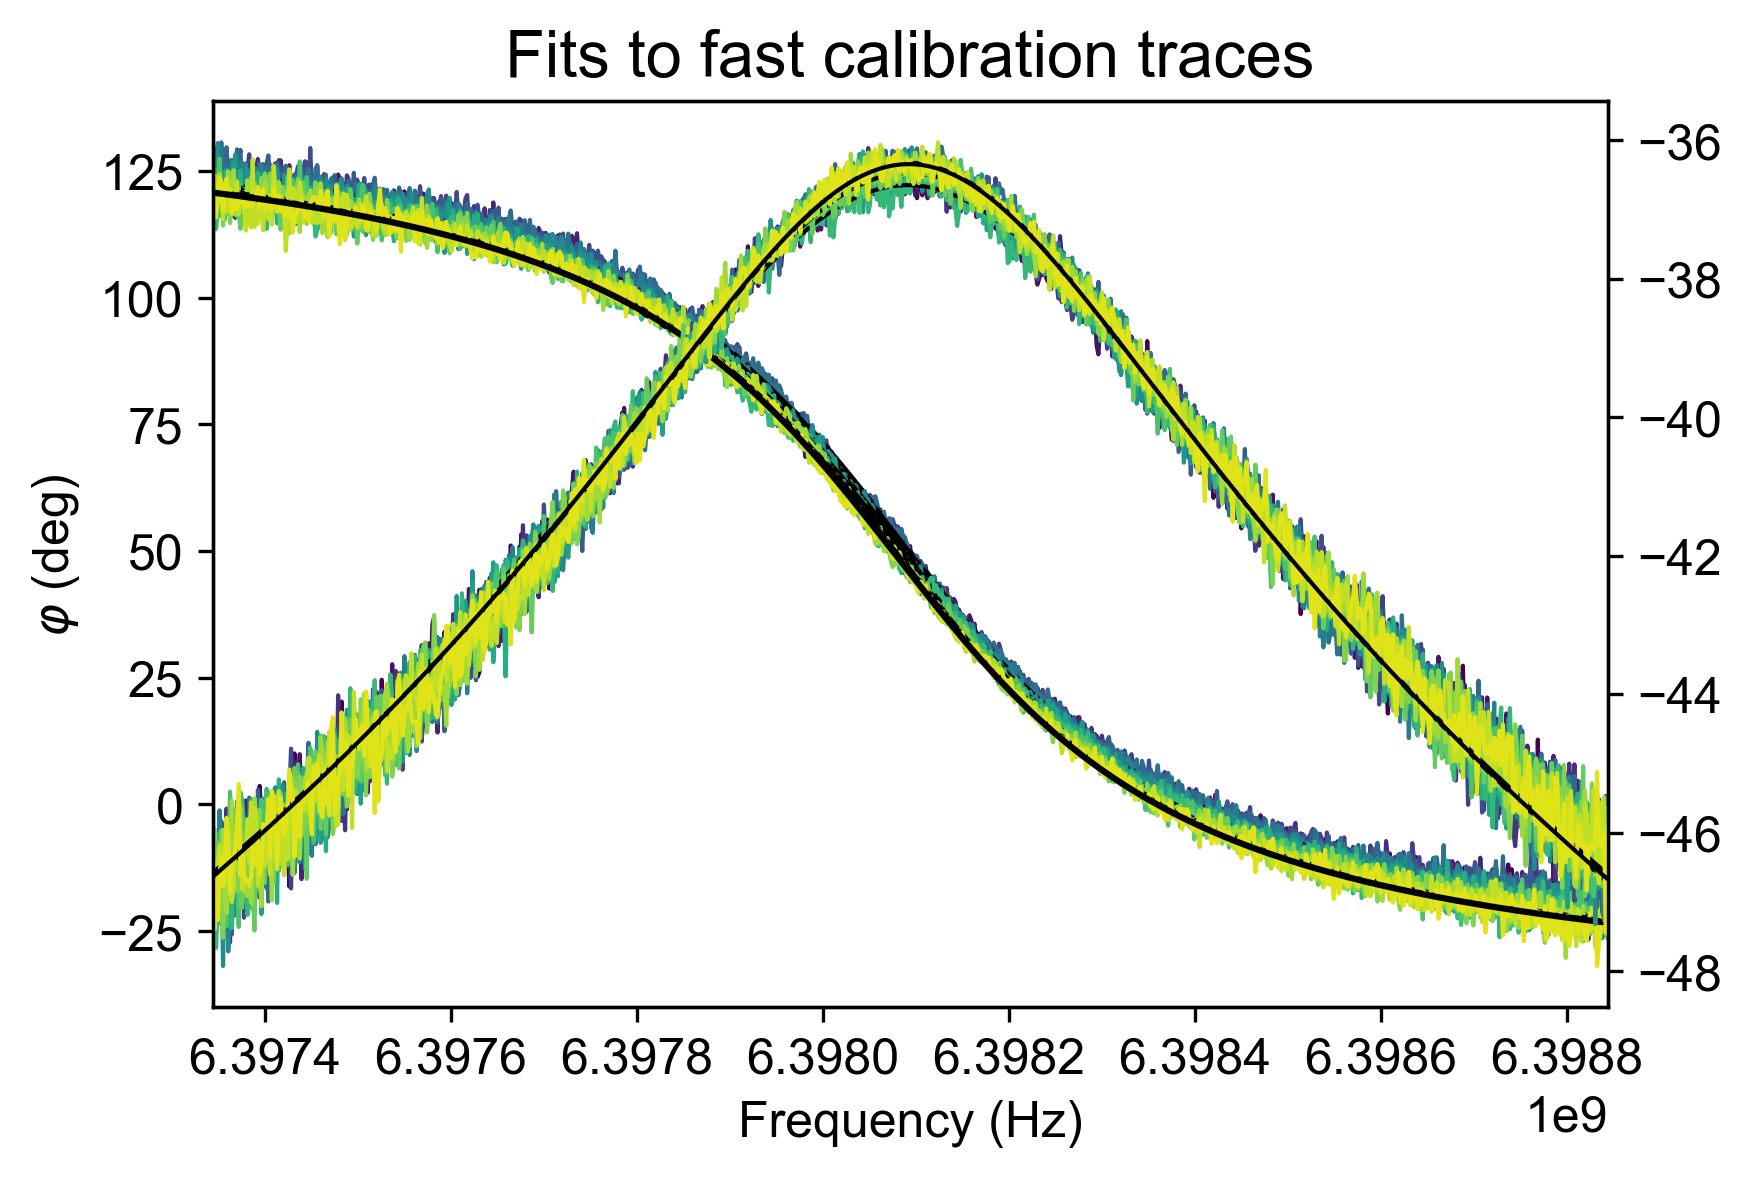 Fits to fast calibration traces
125
100
75
50
25
0
−25
φ (deg)
−36
−38
−40
−42
−44
−46
−48
6.3974 6.3976 6.3978 6.3980 6.3982 6.3984 6.3986 6.3988
1e9
Frequency (Hz)